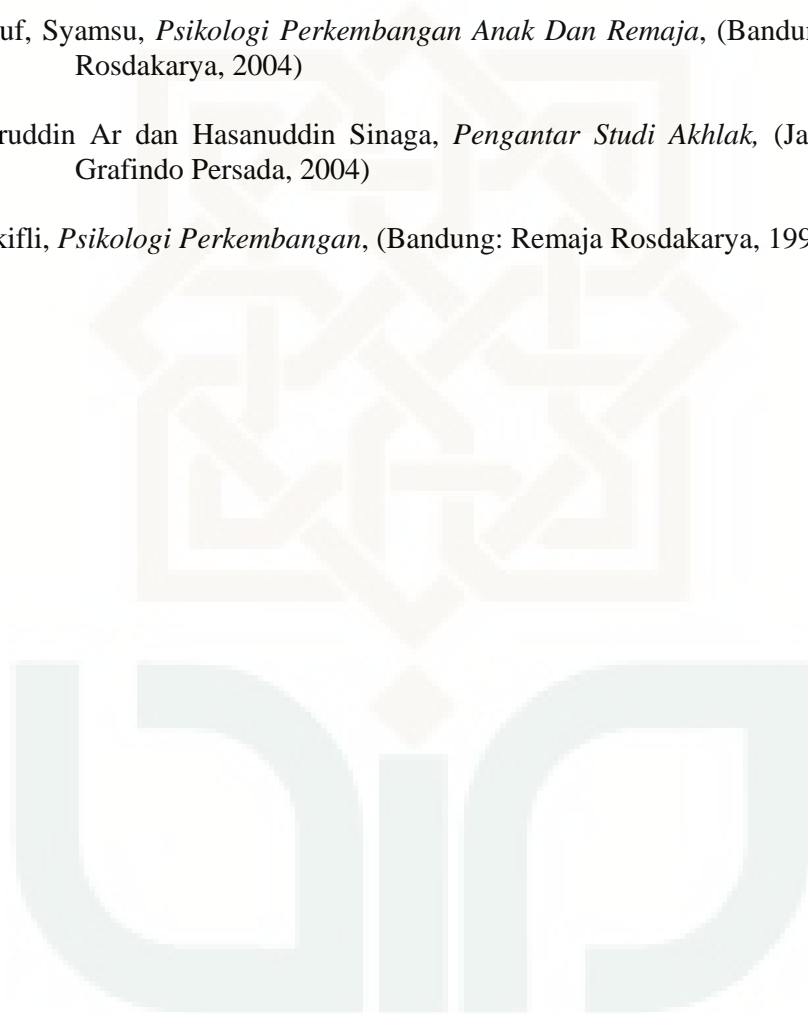 uf, Syamsu, Psikologi Perkembangan Anak Dan Remaja, (Bandun
Rosdakarya, 2004)
ruddin Ar dan Hasanuddin Sinaga, Pengantar Studi Akhlak, (Ja
Grafindo Persada, 2004)
kifli, Psikologi Perkembangan, (Bandung: Remaja Rosdakarya, 199